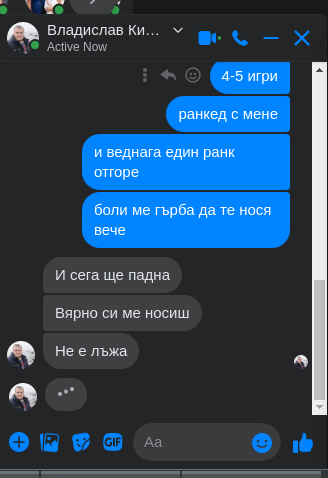 Владислав Ки...
Active Now
4-5 игри
ранкед с мене
и веднага един ранк
отгоре
боли ме гърба да те нося
вече
И сега ще падна
Вярно си ме носиш
Не е лъжа
GIF
Aa